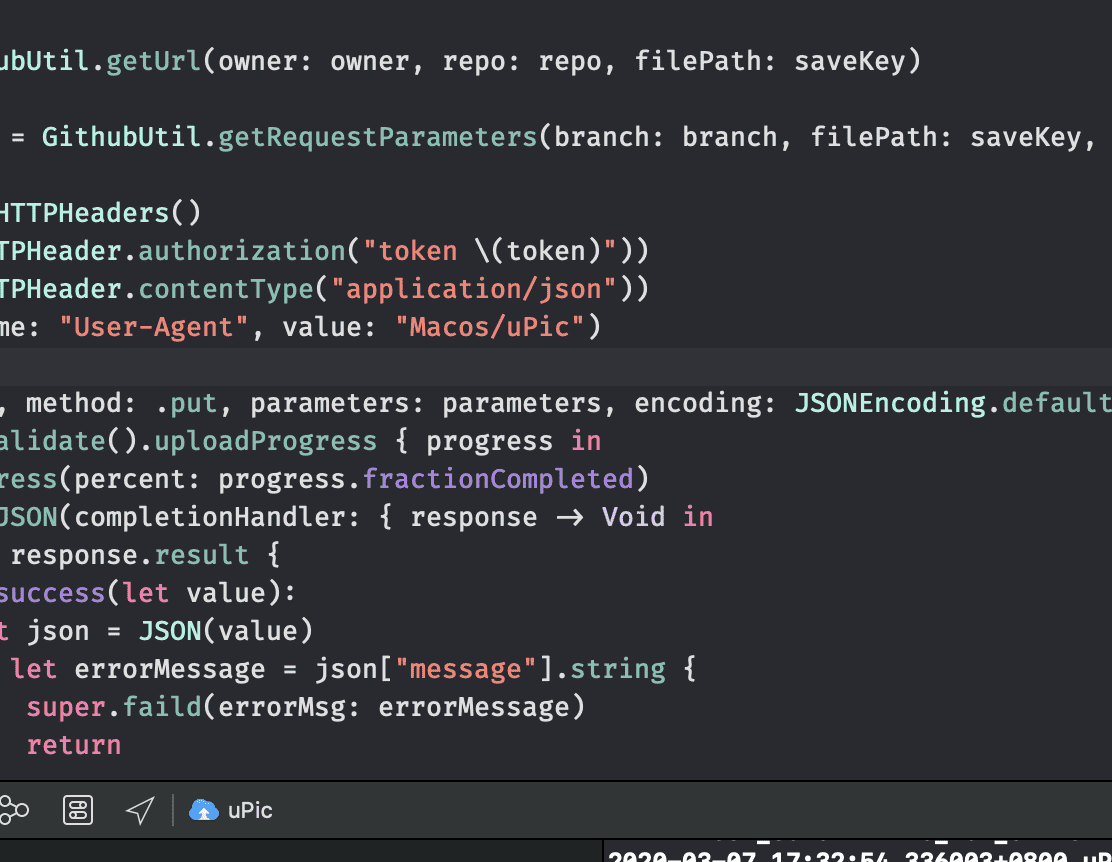 ubUtil.getUrl(owner: owner, repo: repo, filePath: saveKey)
= GithubUtil.getRequestParameters(branch: branch, filePath: saveKey,
HTTPHeaders()
TPHeader.authorization("token \(token)"))
TPHeader.contentType("application/json"))
me: "User-Agent", value: "Macos/uPic")
, method: .put, parameters: parameters, encoding: JSONEncoding.default
alidate().uploadProgress { progress in
ress(percent: progress.fractionCompleted)
JSON(completionHandler: { response -> Void in
response.result {
success(let value):
t json = JSON(value)
let errorMessage = json["message"].string {
super.faild(errorMsg: errorMessage)
return
uPic
2020-03-07 17:32:54.336003+0800 uP